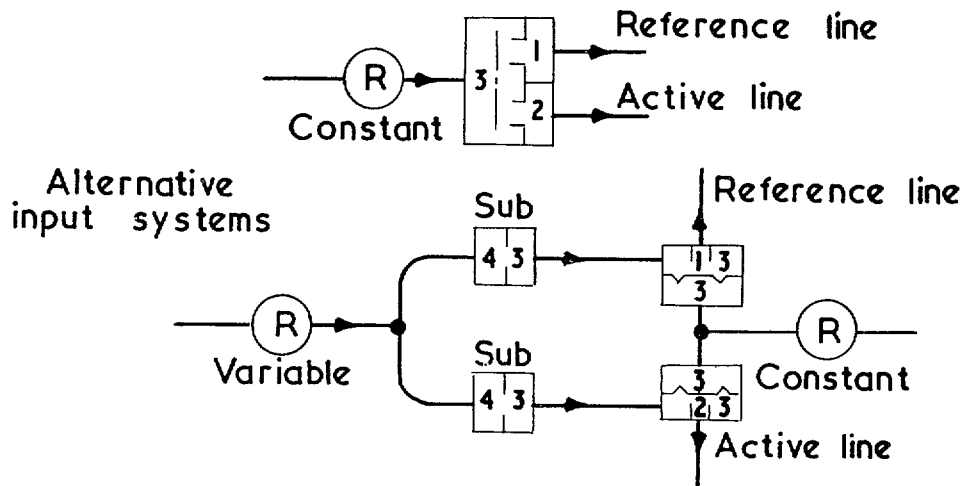 Reference line
1
3
R
2
Active line
Constant
Alternative
input systems
Reference line
Sub
4 3
1 3
3
R
Variable
R
Constant
Sub
4 3
3
2 3
Active line